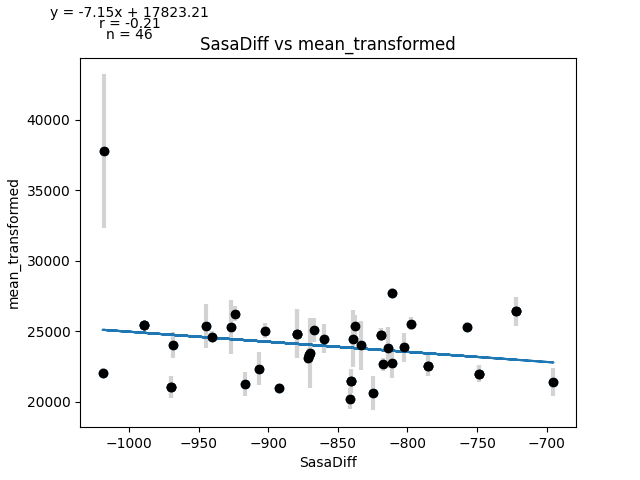 y = -7.15x + 17823.21
r = -0.21
n = 46
SasaDiff vs mean_transformed
mean_transformed
40000
35000
30000
25000
20000
−1000
−950
−900
−850
−800
−750
−700
SasaDiff